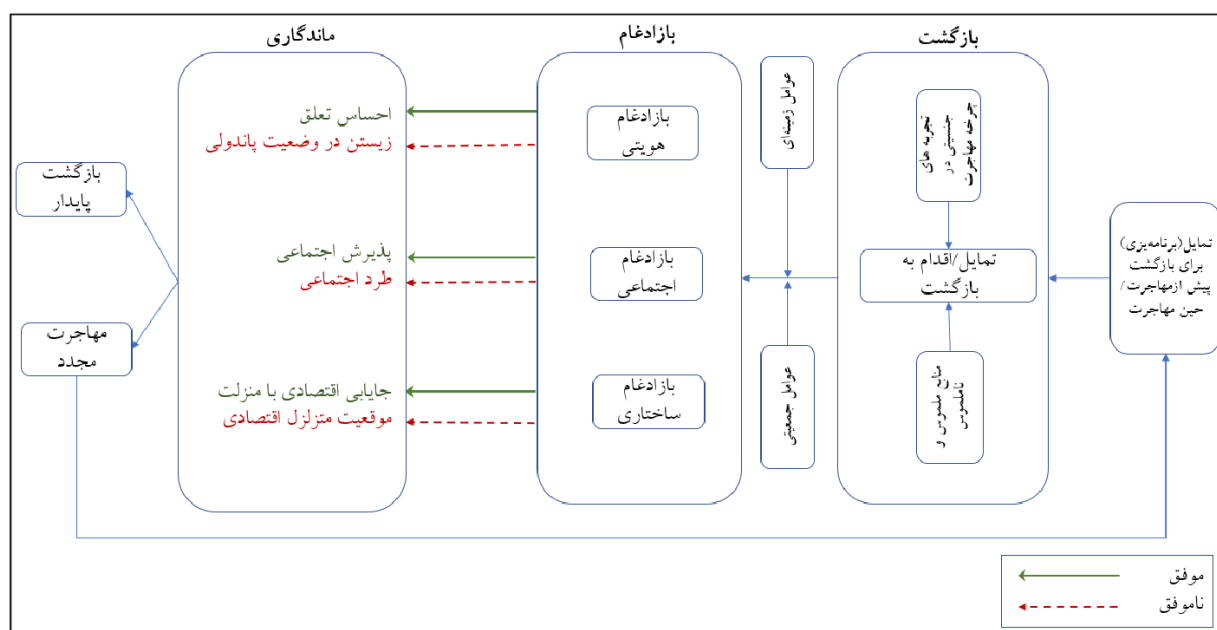 بازگشت
بازادغام
ماندگاری
تمایل(برنامه‌یزی)
برای بازگشت
پیش ازمهاجرت/
حین مهاجرت
تجربه های
جنسیتی در
چرخه مهاجرت
تمایل/اقدام به
بازگشت
منابع ملموس و
ناملموس
عوامل زمینه‌ای
عوامل جمعیتی
بازادغام
هویتی
بازادغام
اجتماعی
بازادغام
ساختاری
احساس تعلق
زیستن در وضعیت پاندولی
پذیرش اجتماعی
طرد اجتماعی
جایابی اقتصادی با منزلت
موقعیت متزلزل اقتصادی
بازگشت
پایدار
مهاجرت
مجدد
موفق
ناموفق